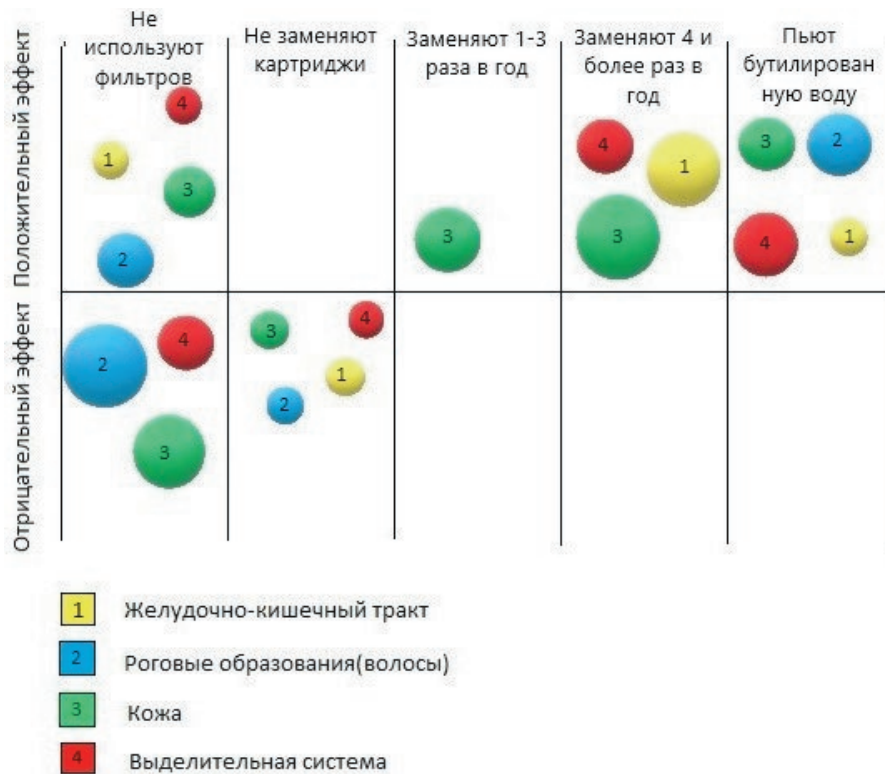 Не
используют
фильтров
Не заменяют
картриджи
Заменяют 1-3
раза в год
Заменяют 4 и
более раз в
год
Пьют
бутилирован
ную воду
Положительный эффект
4
1
3
2
3
4
1
3
3
2
4
1
Отрицательный эффект
2
4
3
3
4
1
2
1 Желудочно-кишечный тракт
2 Роговые образования(волосы)
3 Кожа
4 Выделительная система